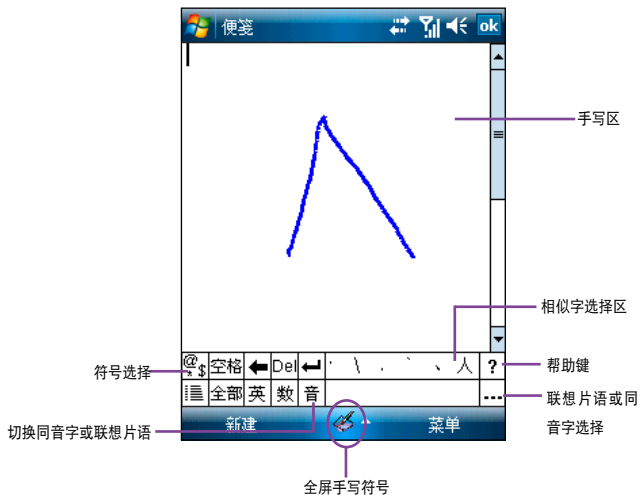 便笺 ok
手写区
相似字选择区
符号选择
@ * $ 空格 Del · \ . ` 、 人 ?
帮助键
全部 英 数 音 ...
联想片语或同
音字选择
切换同音字或联想片语
新建 菜单
全屏手写符号